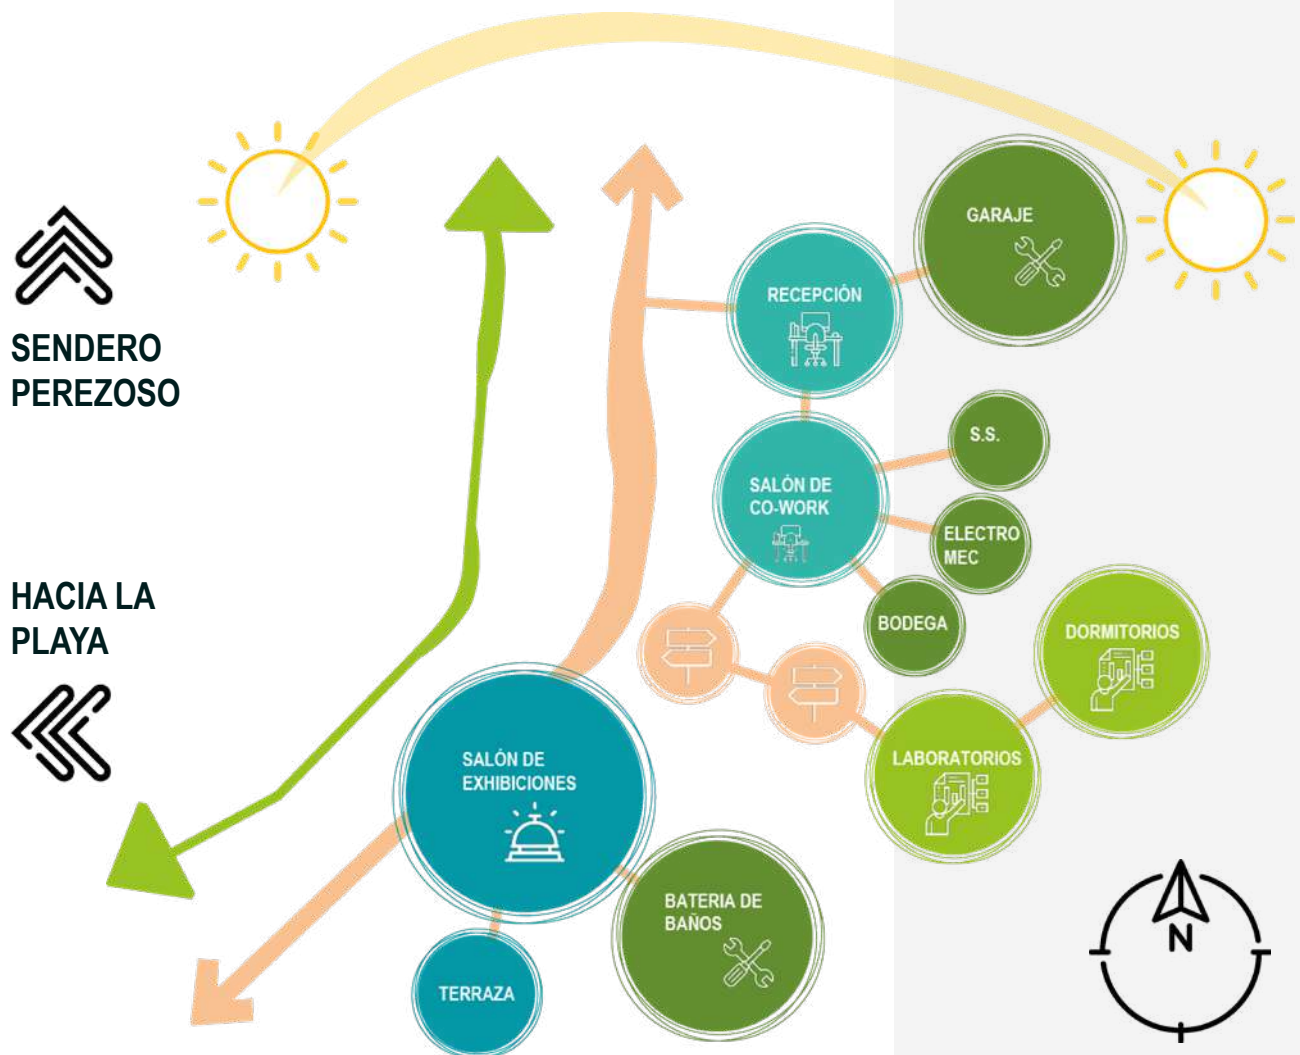 GARAJE
RECEPCIÓN
SENDERO
PEREZOSO
S.S.
SALÓN DE
CO-WORK
ELECTRO
MEC
HACIA LA
PLAYA
BODEGA
DORMITORIOS
SALÓN DE
EXHIBICIONES
LABORATORIOS
BATERIA DE
BAÑOS
N
TERRAZA